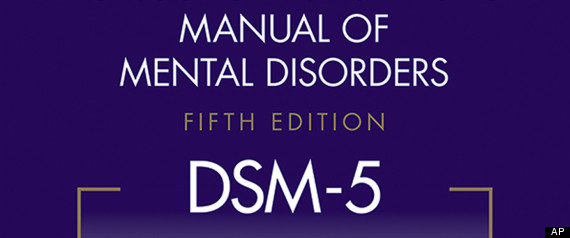 MANUAL OF
MENTAL DISORDERS
FIFTH EDITION
DSM-5
AP